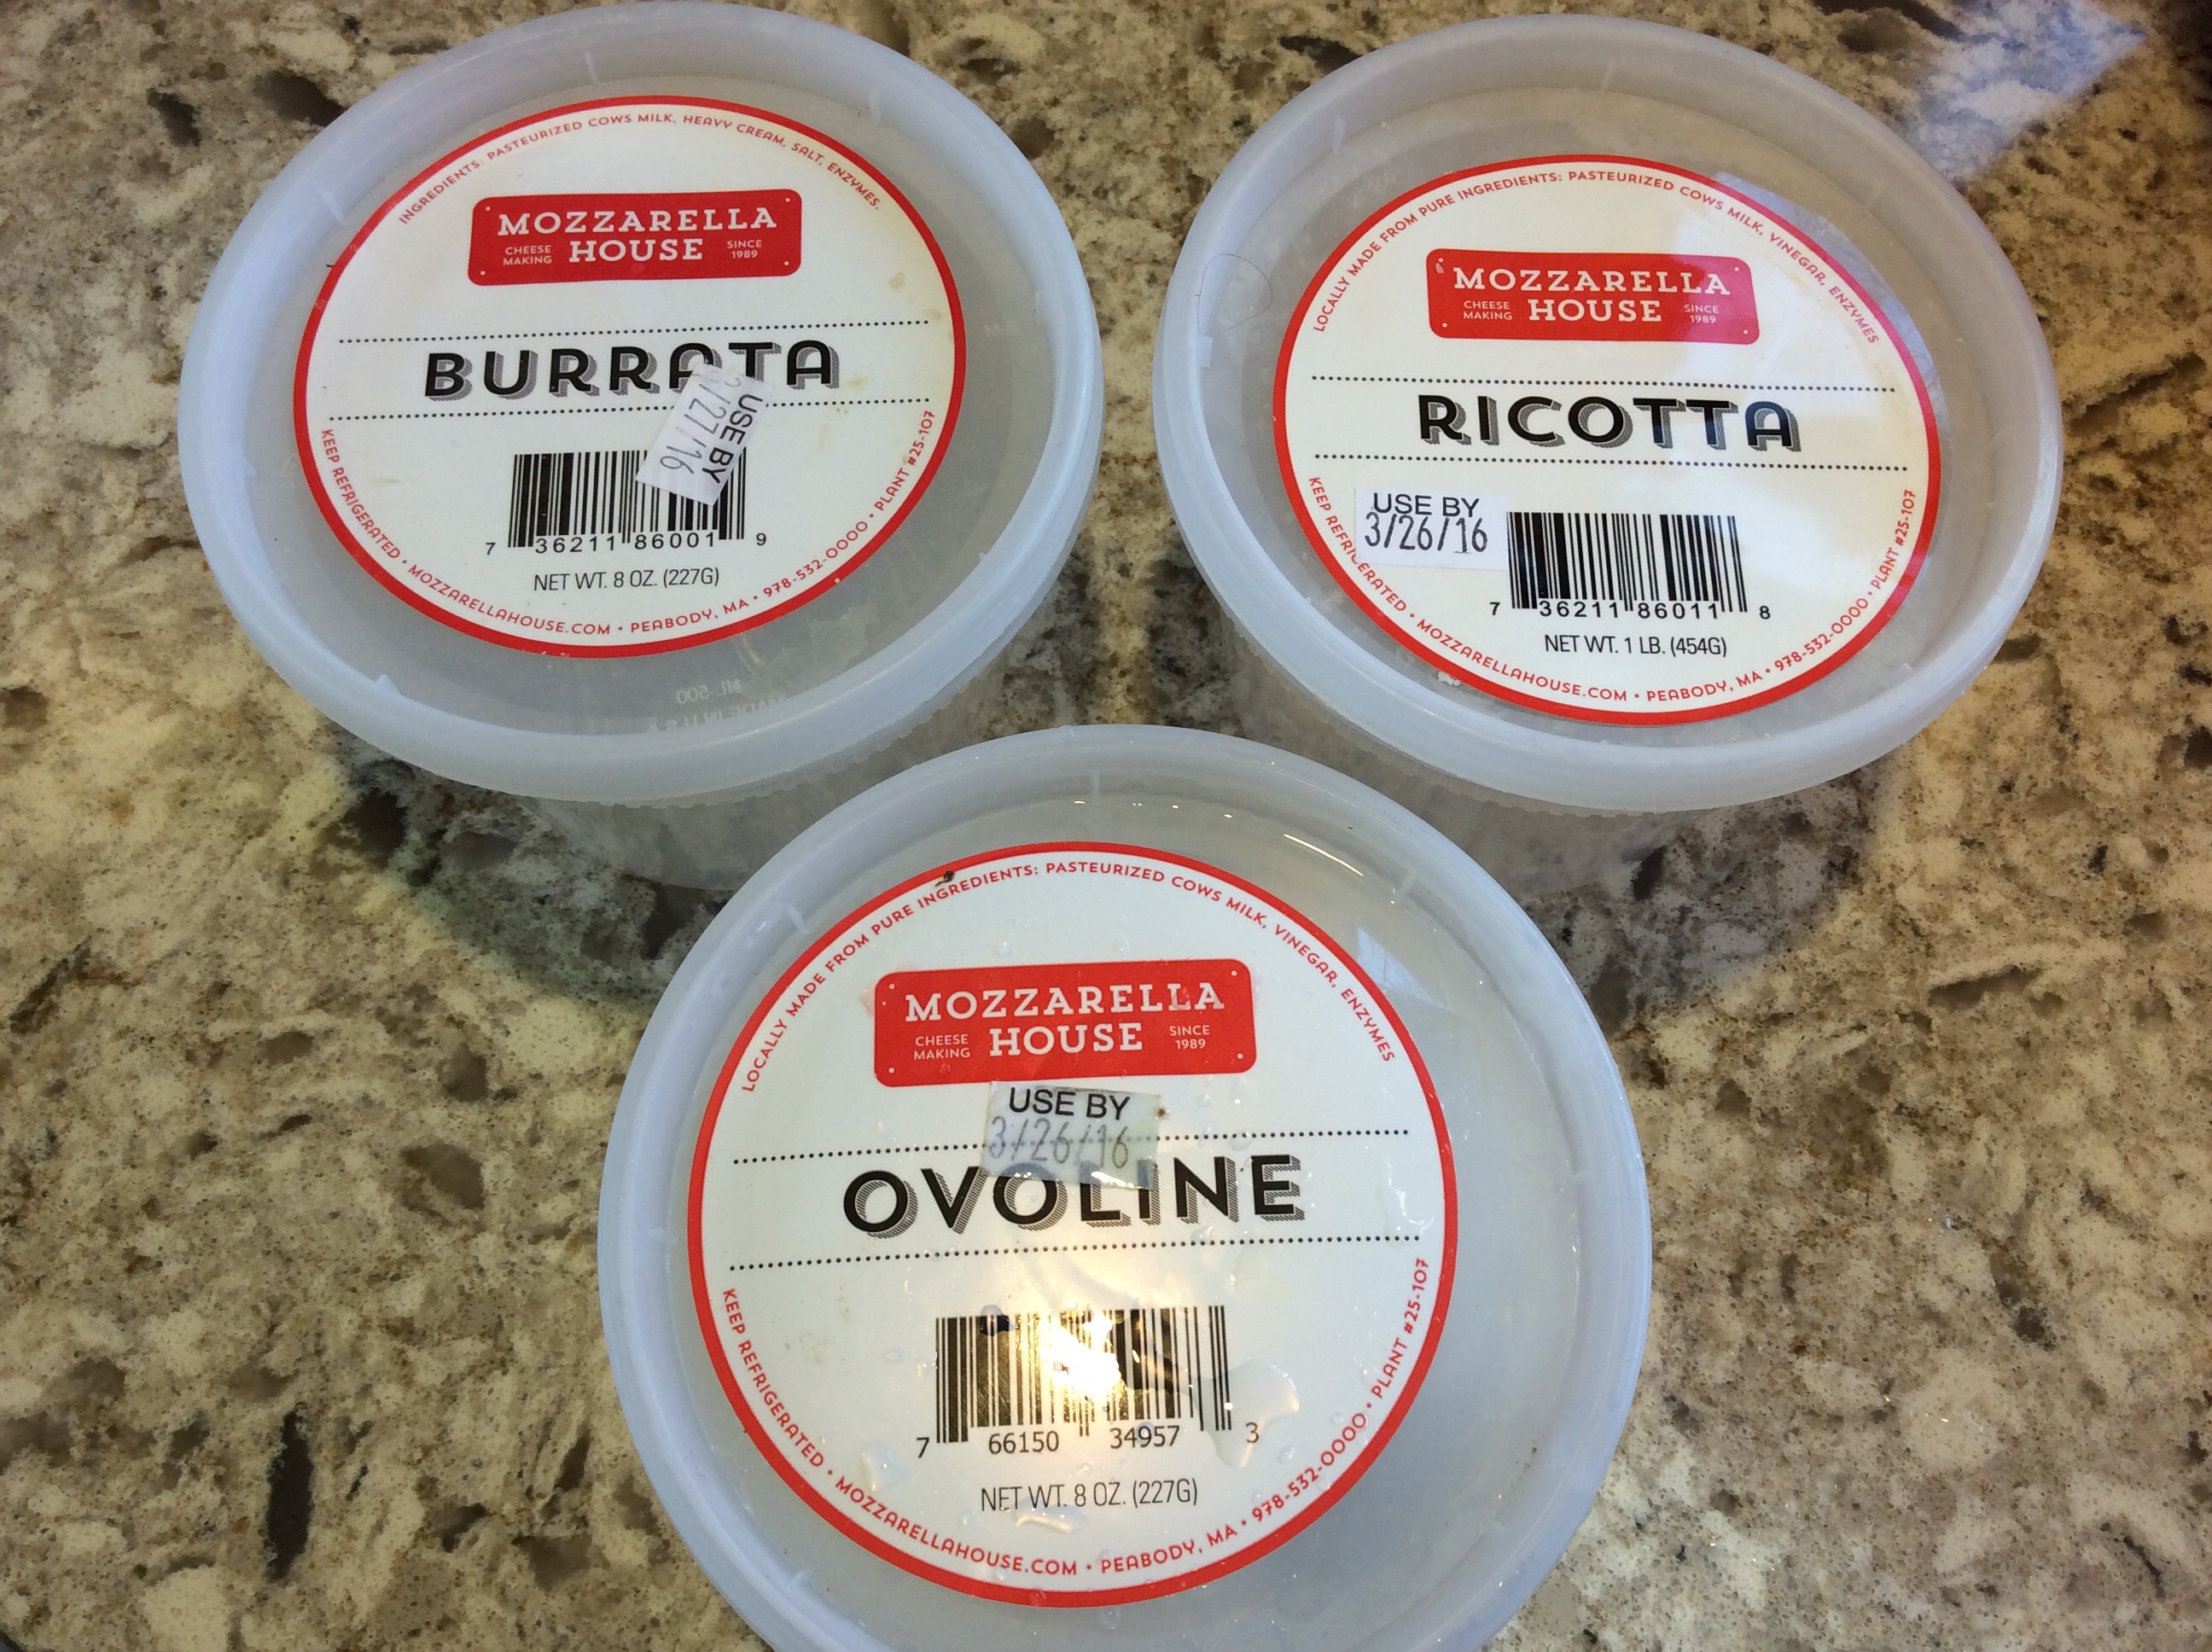 INGREDIENTS: PASTEURIZED COWS MILK, HEAVY CREAM, SALT, ENZYMES.
MOZZARELLA
CHEESE MAKING HOUSE SINCE 1989
BURRATA
USE BY
/27/16
7 36211 86001 9
NET WT. 8 OZ. (227G)
KEEP REFRIGERATED • MOZZARELLAHOUSE.COM • PEABODY, MA • 978-532-0000 • PLANT #25-107
NL-500
MADE IN U.S.A
LOCALLY MADE FROM PURE INGREDIENTS: PASTEURIZED COWS MILK, VINEGAR, ENZYMES
MOZZARELLA
CHEESE MAKING HOUSE SINCE 1989
RICOTTA
USE BY
3/26/16
7 36211 86011 8
NET WT. 1 LB. (454G)
KEEP REFRIGERATED • MOZZARELLAHOUSE.COM • PEABODY, MA • 978-532-0000 • PLANT #25-107
LOCALLY MADE FROM PURE INGREDIENTS: PASTEURIZED COWS MILK, VINEGAR, ENZYMES
MOZZARELLA
CHEESE MAKING HOUSE SINCE 1989
USE BY
3/26/16
OVOLINE
7 66150 34957 3
NET WT. 8 OZ. (227G)
KEEP REFRIGERATED • MOZZARELLAHOUSE.COM • PEABODY, MA • 978-532-0000 • PLANT #25-107